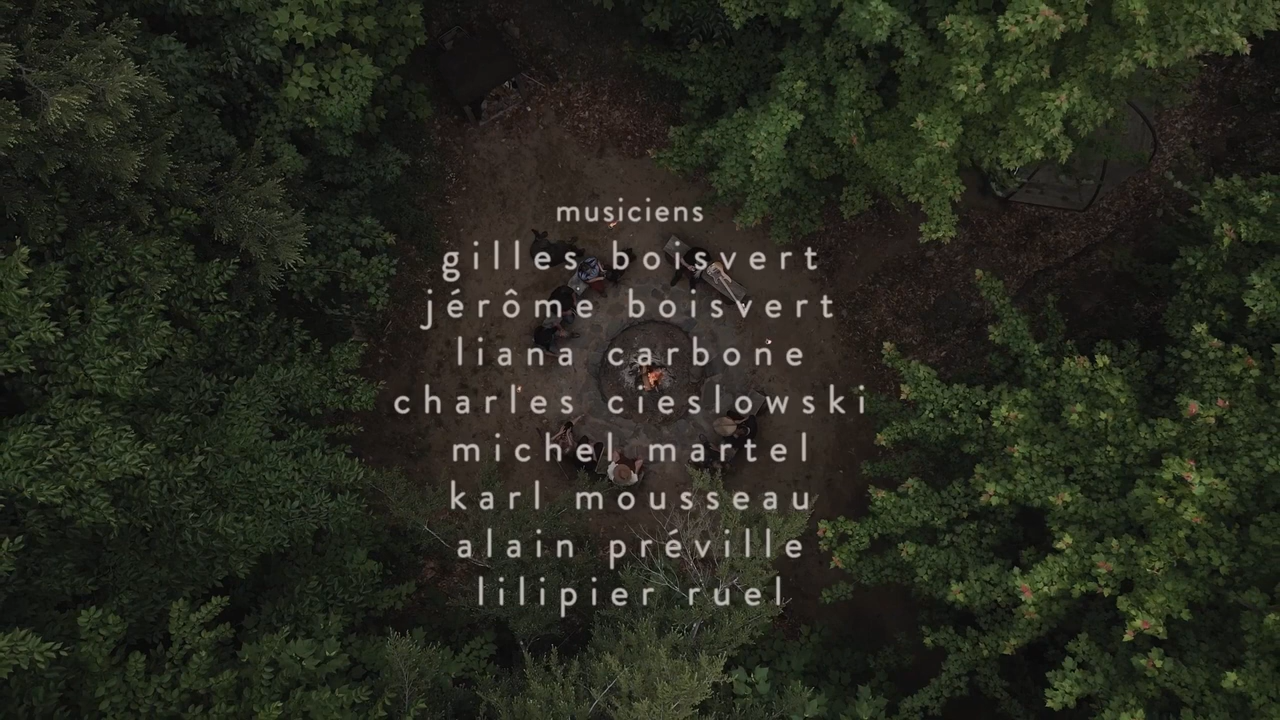 musiciens
gilles boisvert
jérôme boisvert
liana carbone
charles cieslowski
michel martel
karl mousseau
alain préville
lilipier ruel